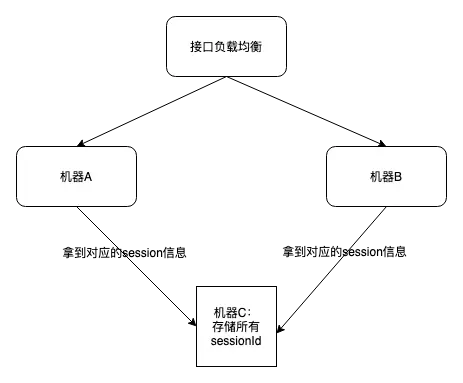 接口负载均衡
机器A
机器B
拿到对应的session信息
拿到对应的session信息
机器C：
存储所有
sessionId